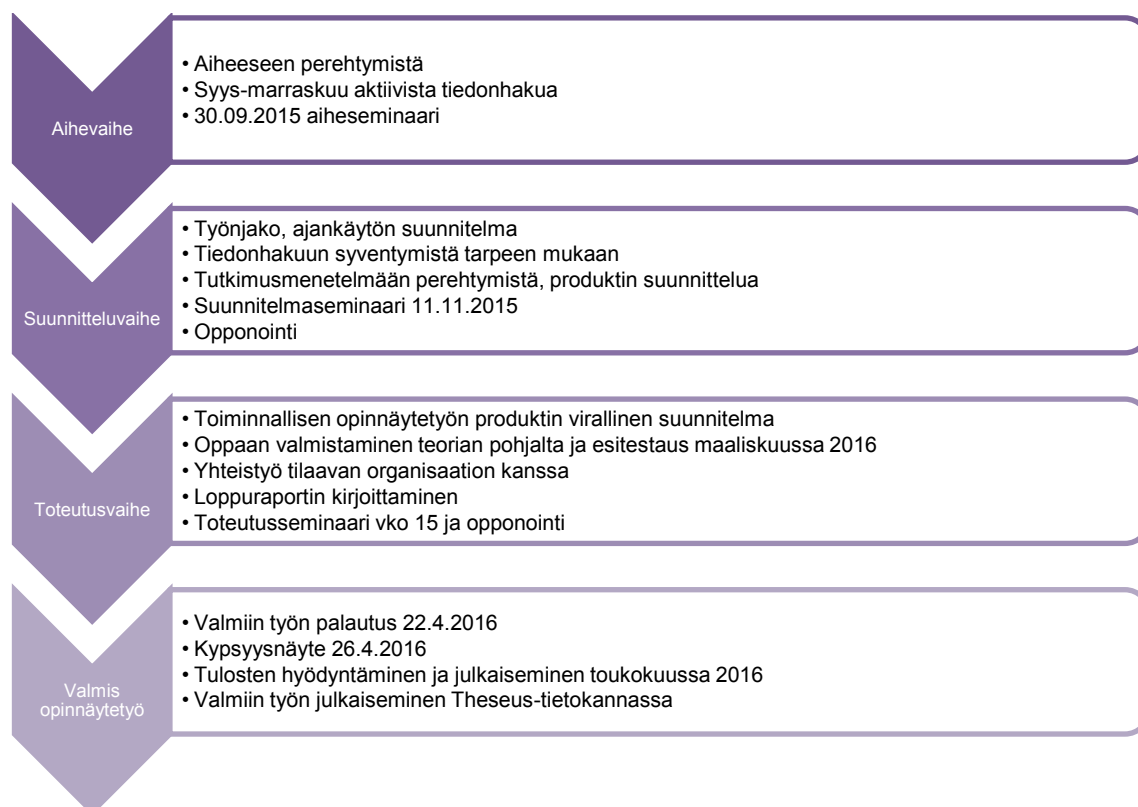 Aihevaihe
• Aiheeseen perehtymistä
• Syys-marraskuu aktiivista tiedonhakua
• 30.09.2015 aiheseminaari
Suunnitteluvaihe
• Työnjako, ajankäytön suunnitelma
• Tiedonhakuun syventymistä tarpeen mukaan
• Tutkimusmenetelmään perehtymistä, produktin suunnittelua
• Suunnitelmaseminaari 11.11.2015
• Opponointi
Toteutusvaihe
• Toiminnallisen opinnäytetyön produktin virallinen suunnitelma
• Oppaan valmistaminen teorian pohjalta ja esitestaus maaliskuussa 2016
• Yhteistyö tilaavan organisaation kanssa
• Loppuraportin kirjoittaminen
• Toteutusseminaari vko 15 ja opponointi
Valmis
opinnäytetyö
• Valmiin työn palautus 22.4.2016
• Kypsyysnäyte 26.4.2016
• Tulosten hyödyntäminen ja julkaiseminen toukokuussa 2016
• Valmiin työn julkaiseminen Theseus-tietokannassa